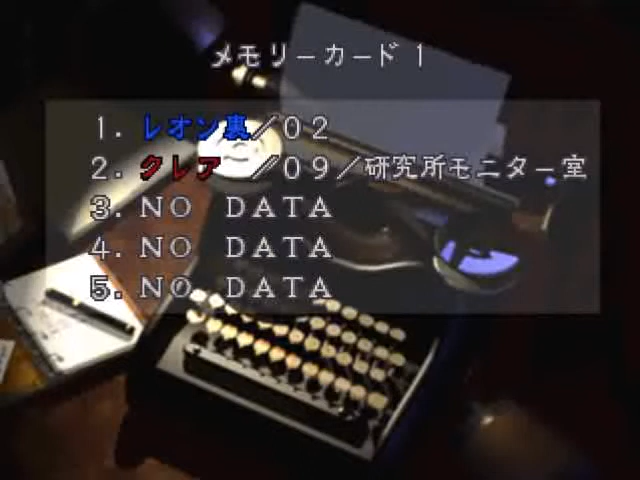 メモリーカード１
１．レオン裏／０２
２．クレア　／０９／研究所モニター室
３．ＮＯ　ＤＡＴＡ
４．ＮＯ　ＤＡＴＡ
５．ＮＯ　ＤＡＴＡ